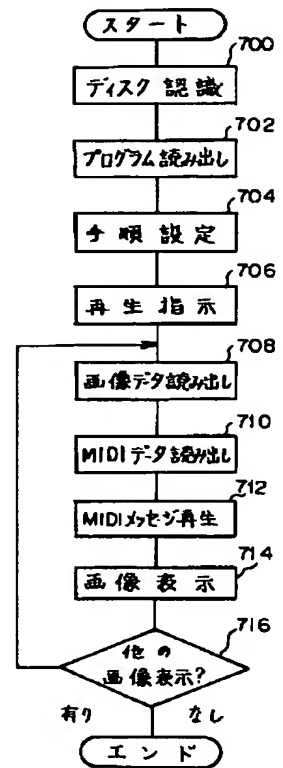 スタート
700
ディスク認識
702
プログラム読み出し
704
手順設定
706
再生指示
708
画像データ読み出し
710
MIDIデータ読み出し
712
MIDIメッセージ再生
714
画像表示
716
他の
画像表示?
有り
なし
エンド